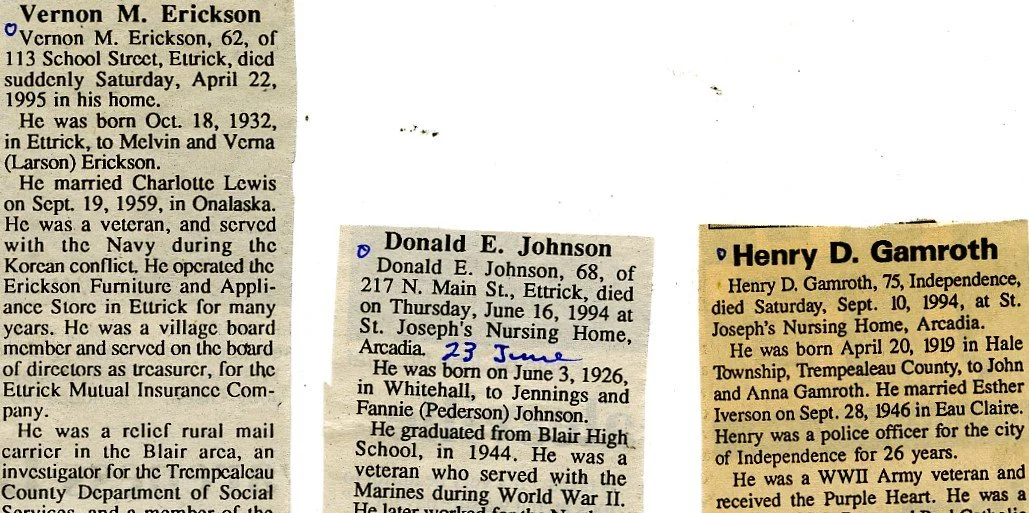 Vernon M. Erickson
Vernon M. Erickson, 62, of
113 School Street, Ettrick, died
suddenly Saturday, April 22,
1995 in his home.
He was born Oct. 18, 1932,
in Ettrick, to Melvin and Verna
(Larson) Erickson.
He married Charlotte Lewis
on Sept. 19, 1959, in Onalaska.
He was a veteran, and served
with the Navy during the
Korean conflict. He operated the
Erickson Furniture and Appli-
ance Store in Ettrick for many
years. He was a village board
member and served on the board
of directors as treasurer, for the
Ettrick Mutual Insurance Com-
pany.
He was a relief rural mail
carrier in the Blair area, an
investigator for the Trempealeau
County Department of Social
Services, and a member of the
Donald E. Johnson
Donald E. Johnson, 68, of
217 N. Main St., Ettrick, died
on Thursday, June 16, 1994 at
St. Joseph's Nursing Home,
Arcadia. 23 June
He was born on June 3, 1926,
in Whitehall, to Jennings and
Fannie (Pederson) Johnson.
He graduated from Blair High
School, in 1944. He was a
veteran who served with the
Marines during World War II.
He later worked for the
Henry D. Gamroth
Henry D. Gamroth, 75, Independence,
died Saturday, Sept. 10, 1994, at St.
Joseph's Nursing Home, Arcadia.
He was born April 20, 1919 in Hale
Township, Trempealeau County, to John
and Anna Gamroth. He married Esther
Iverson on Sept. 28, 1946 in Eau Claire.
Henry was a police officer for the city
of Independence for 26 years.
He was a WWII Army veteran and
received the Purple Heart. He was a